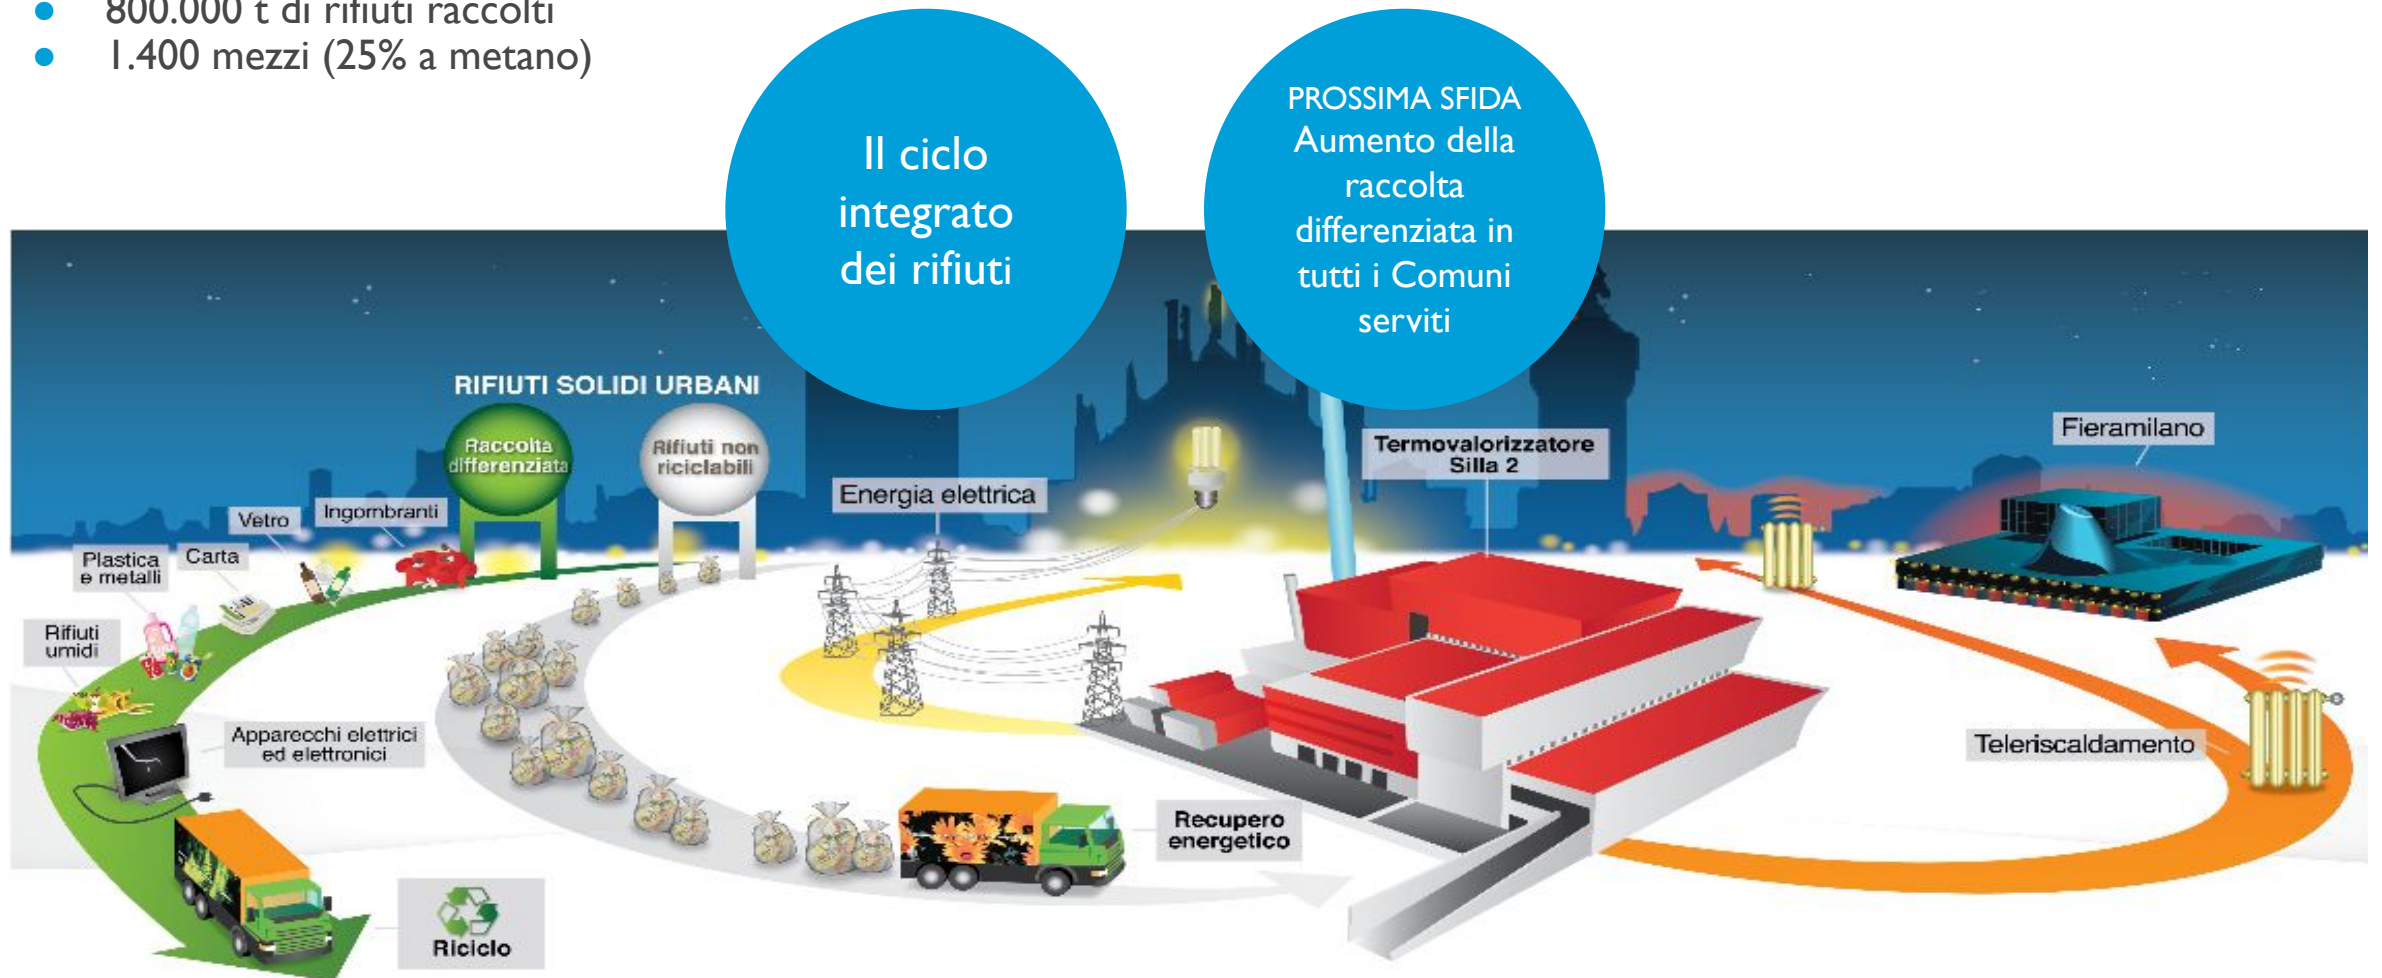 800.000 t di rifiuti raccolti
1.400 mezzi (25% a metano)
Il ciclo
integrato
dei rifiuti
PROSSIMA SFIDA
Aumento della
raccolta
differenziata in
tutti i Comuni
serviti
RIFIUTI SOLIDI URBANI
Raccolta
differenziata
Rifiuti non
riciclabili
Energia elettrica
Termovalorizzatore
Silla 2
Fieramilano
Ingombranti
Vetro
Carta
Plastica
e metalli
Rifiuti
umidi
Apparecchi elettrici
ed elettronici
Teleriscaldamento
Recupero
energetico
Riciclo